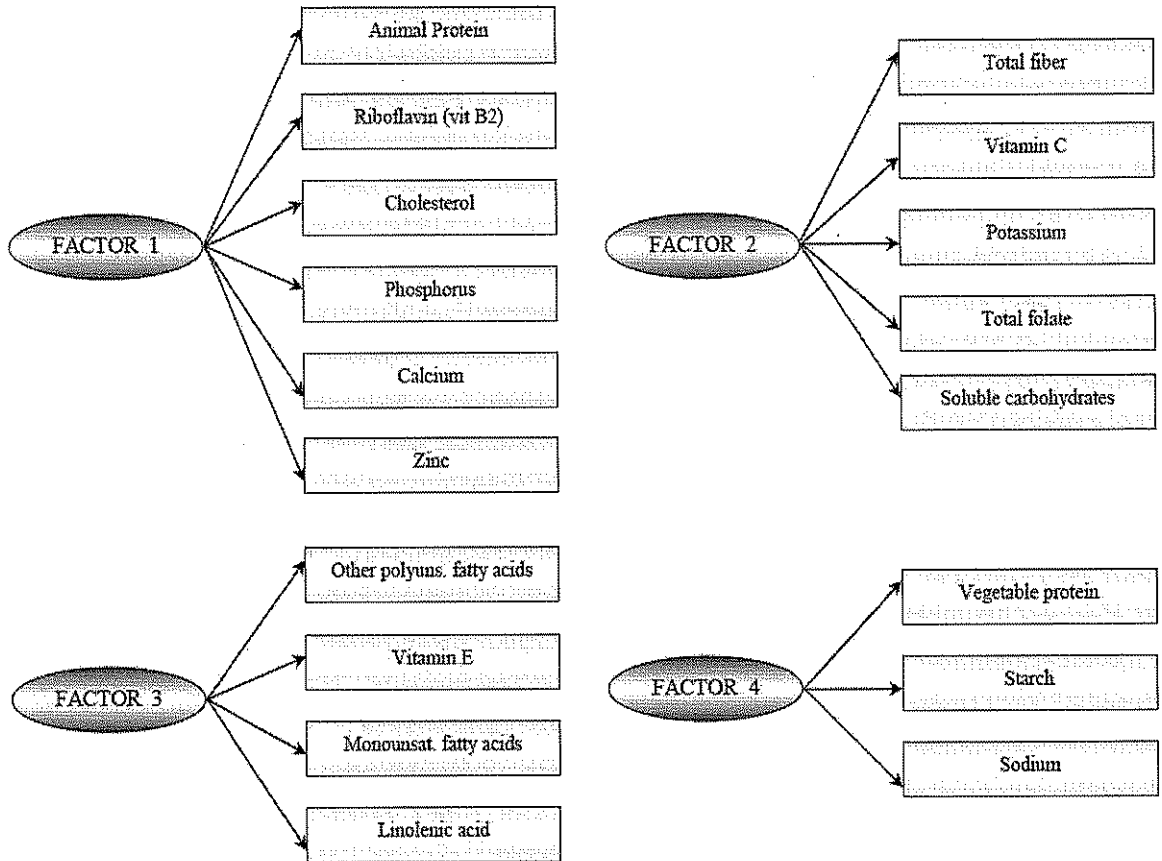 FACTOR 1
Animal Protein
Riboflavin (vit B2)
Cholesterol
Phosphorus
Calcium
Zinc
FACTOR 2
Total fiber
Vitamin C
Potassium
Total folate
Soluble carbohydrates
FACTOR 3
Other polyuns. fatty acids
Vitamin E
Monounsat. fatty acids
Linolenic acid
FACTOR 4
Vegetable protein
Starch
Sodium